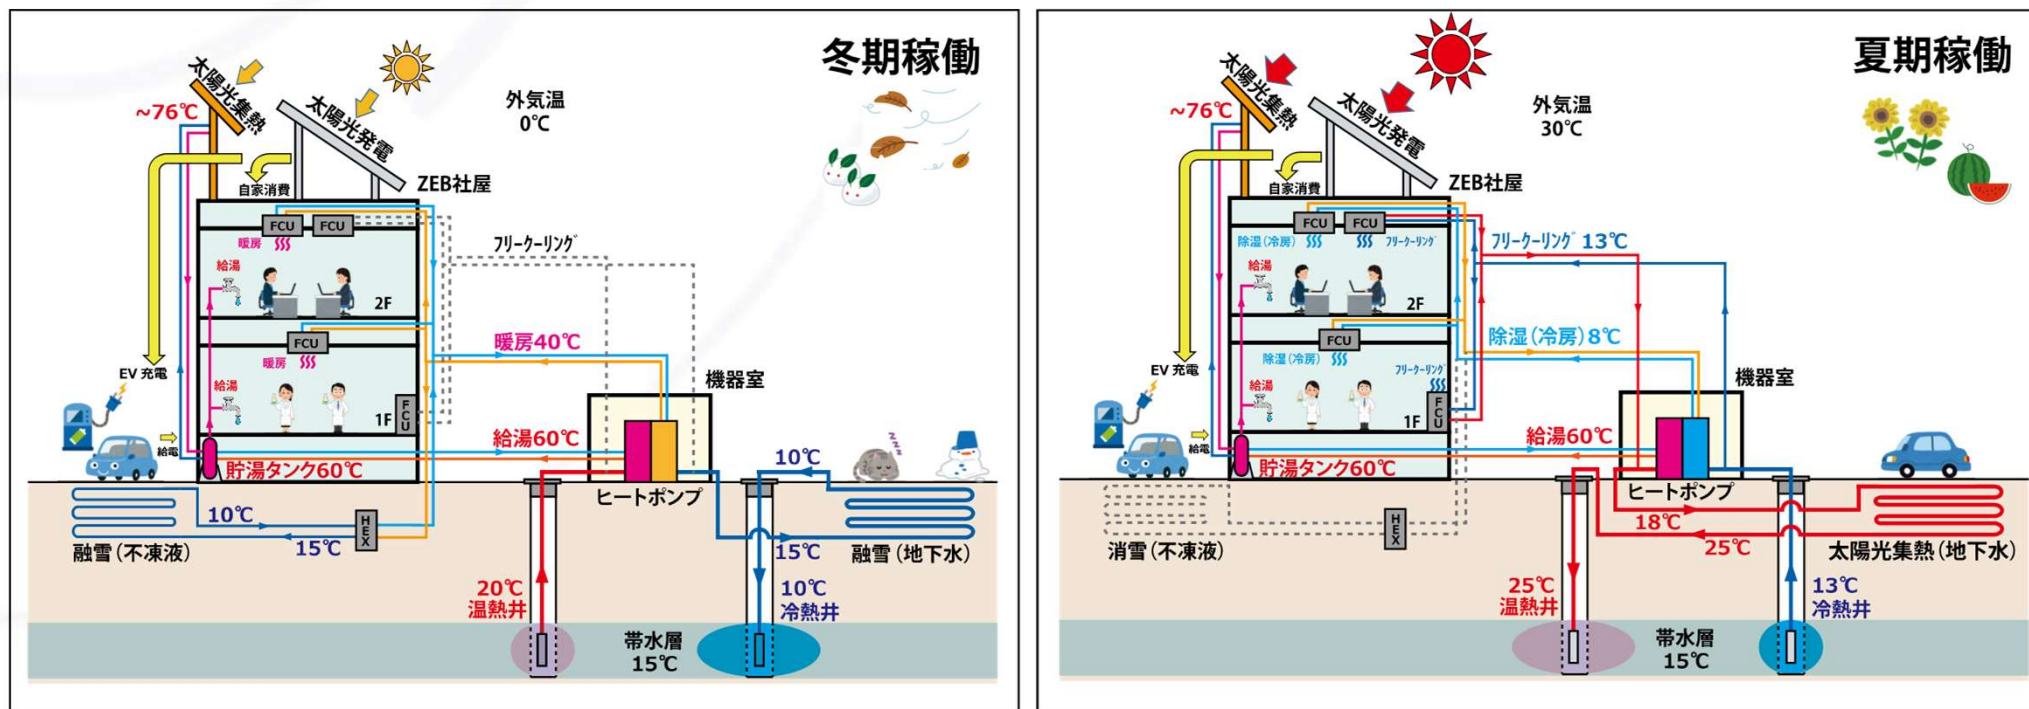 冬期稼働
太陽光集熱
~76℃
太陽光発電
外気温
0℃
自家消費
ZEB社屋
FCU
FCU
暖房
ﾌﾘｰｸｰﾘﾝｸﾞ
給湯
2F
FCU
暖房40℃
暖房
EV 充電
機器室
給湯
1F
FCU
給湯60℃
給電
貯湯タンク60℃
10℃
ヒートポンプ
10℃
HEX
15℃
15℃
融雪(不凍液)
融雪(地下水)
20℃
温熱井
10℃
冷熱井
帯水層
15℃
夏期稼働
太陽光集熱
~76℃
太陽光発電
外気温
30℃
自家消費
ZEB社屋
FCU
FCU
除湿(冷房)
ﾌﾘｰｸｰﾘﾝｸﾞ
ﾌﾘｰｸｰﾘﾝｸﾞ 13℃
給湯
2F
FCU
除湿(冷房)8℃
除湿(冷房)
ﾌﾘｰｸｰﾘﾝｸﾞ
EV 充電
機器室
給湯
1F
FCU
給湯60℃
給電
貯湯タンク60℃
ヒートポンプ
HEX
18℃
25℃
消雪(不凍液)
太陽光集熱(地下水)
25℃
温熱井
13℃
冷熱井
帯水層
15℃